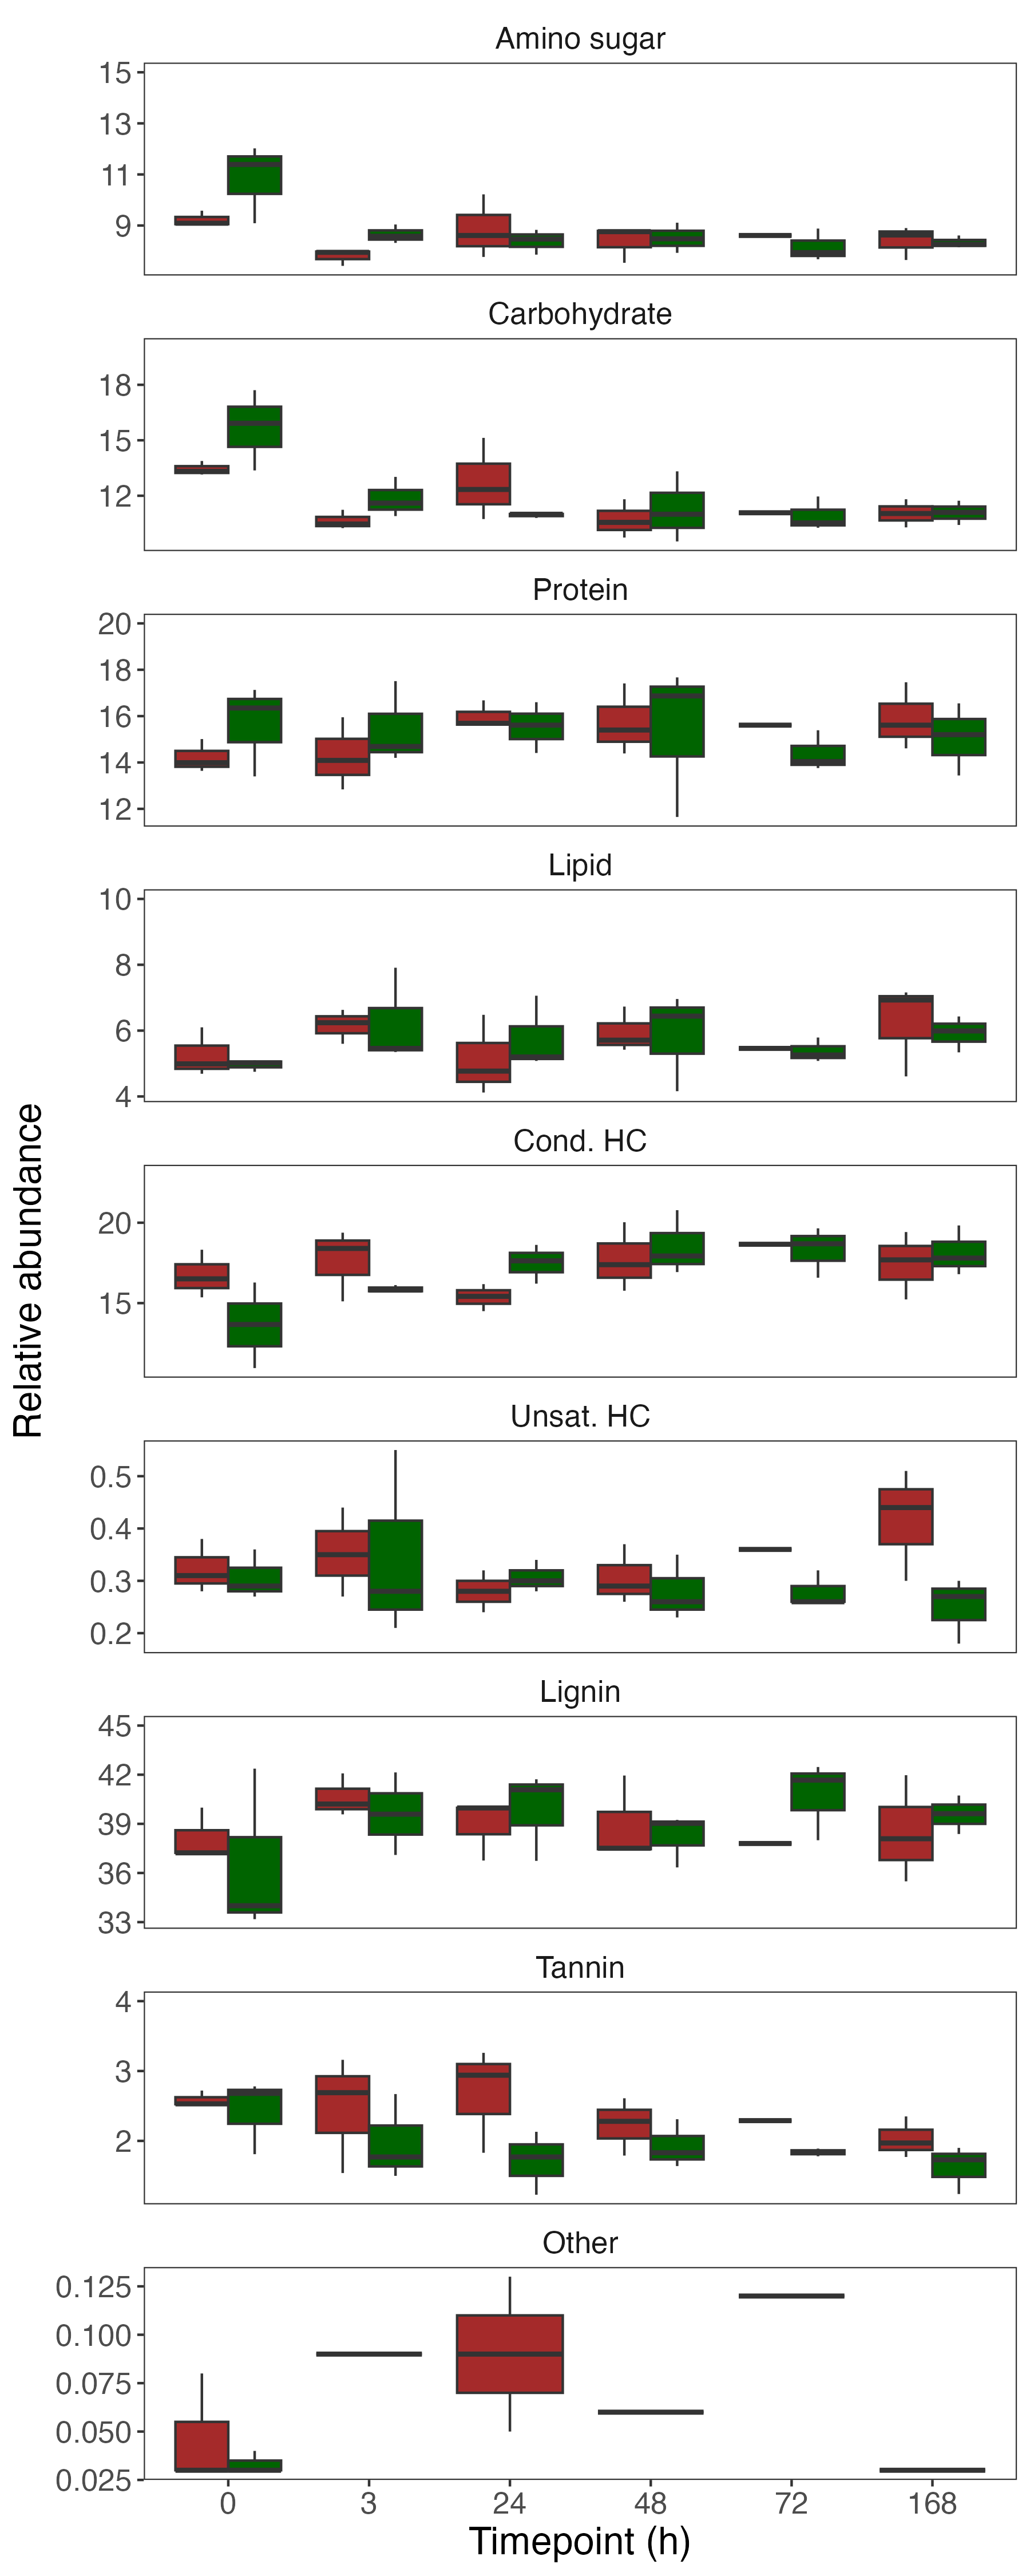 Relative abundance
Amino sugar
15
13
11
9
Carbohydrate
18
15
12
Protein
20
18
16
14
12
Lipid
10
8
6
4
Cond. HC
20
15
Unsat. HC
0.5
0.4
0.3
0.2
Lignin
45
42
39
36
33
Tannin
4
3
2
Other
0.125
0.100
0.075
0.050
0.025
0 3 24 48 72 168
Timepoint (h)